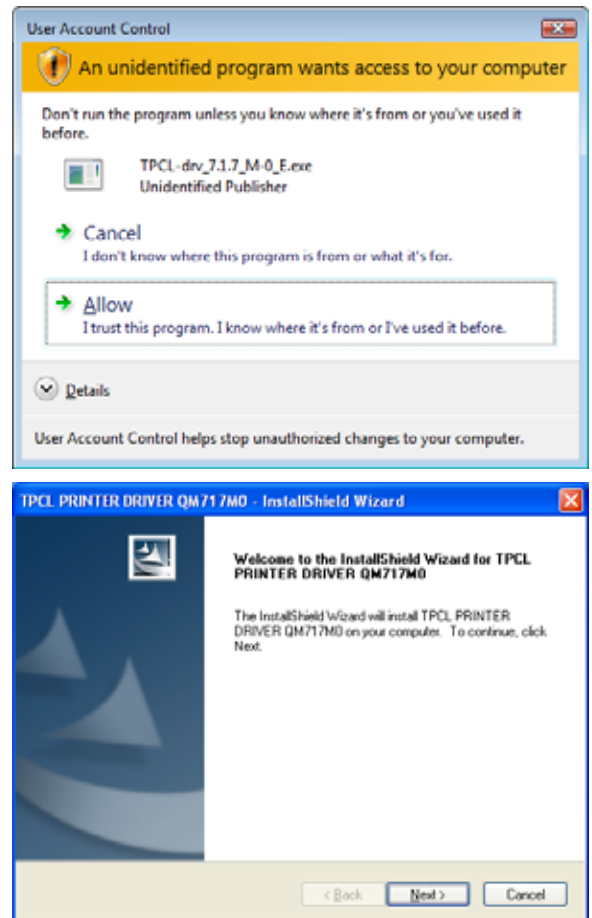 User Account Control
An unidentified program wants access to your computer
Don't run the program unless you know where it's from or you've used it
before.
TPCL-drv_7.1.7_M-0_E.exe
Unidentified Publisher
Cancel
I don't know where this program is from or what it's for.
Allow
I trust this program. I know where it's from or I've used it before.
Details
User Account Control helps stop unauthorized changes to your computer.
TPCL PRINTER DRIVER QM717M0 - InstallShield Wizard
Welcome to the InstallShield Wizard for TPCL
PRINTER DRIVER QM717M0
The InstallShield Wizard will install TPCL PRINTER
DRIVER QM717M0 on your computer. To continue, click
Next.
< Back
Next >
Cancel